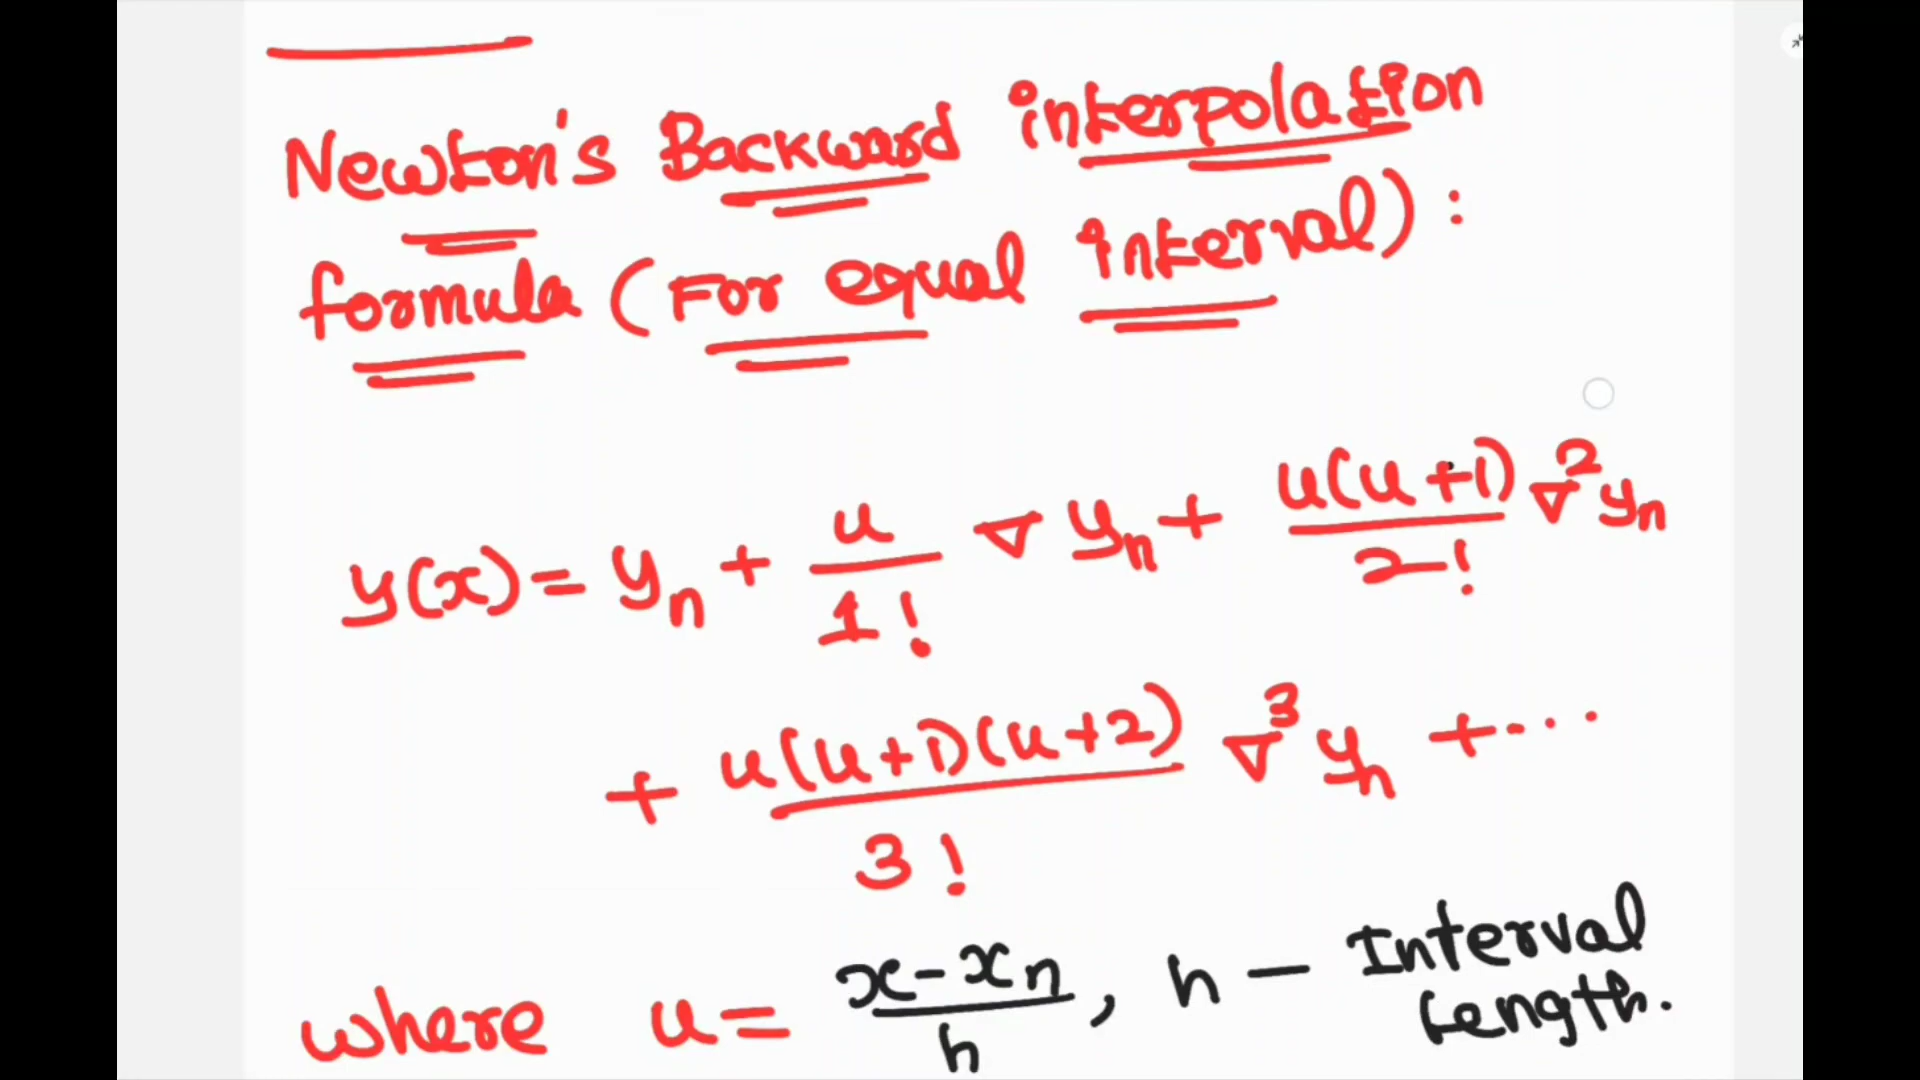 Newton's Backward interpolation
formula (For equal interval):
y(x) = yₙ + u/1! ∇yₙ + u(u+1)/2! ∇²yₙ
+ u(u+1)(u+2)/3! ∇³yₙ + ...
where u = x-xₙ/h, h — Interval
Length.